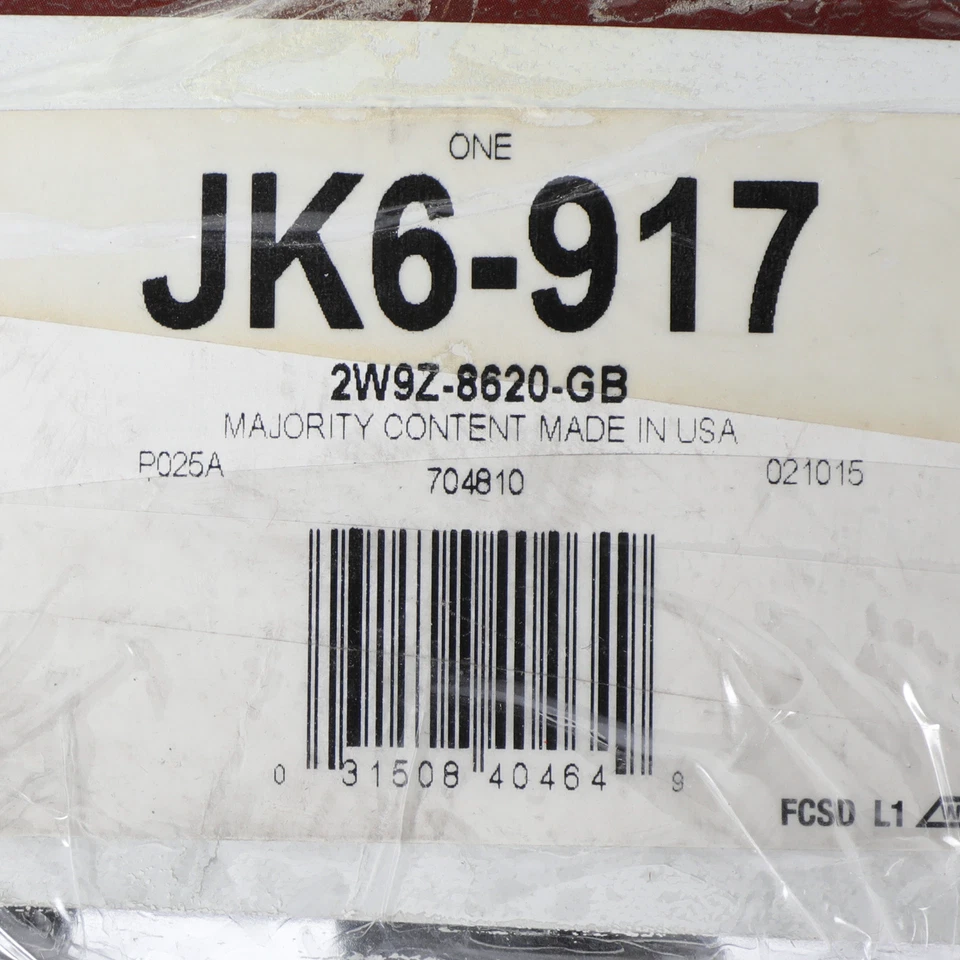 ONE
JK6-917
2W9Z-8620-GB
MAJORITY CONTENT MADE IN USA
P025A 704810 021015
0 31508 40464 9
FCSD L1